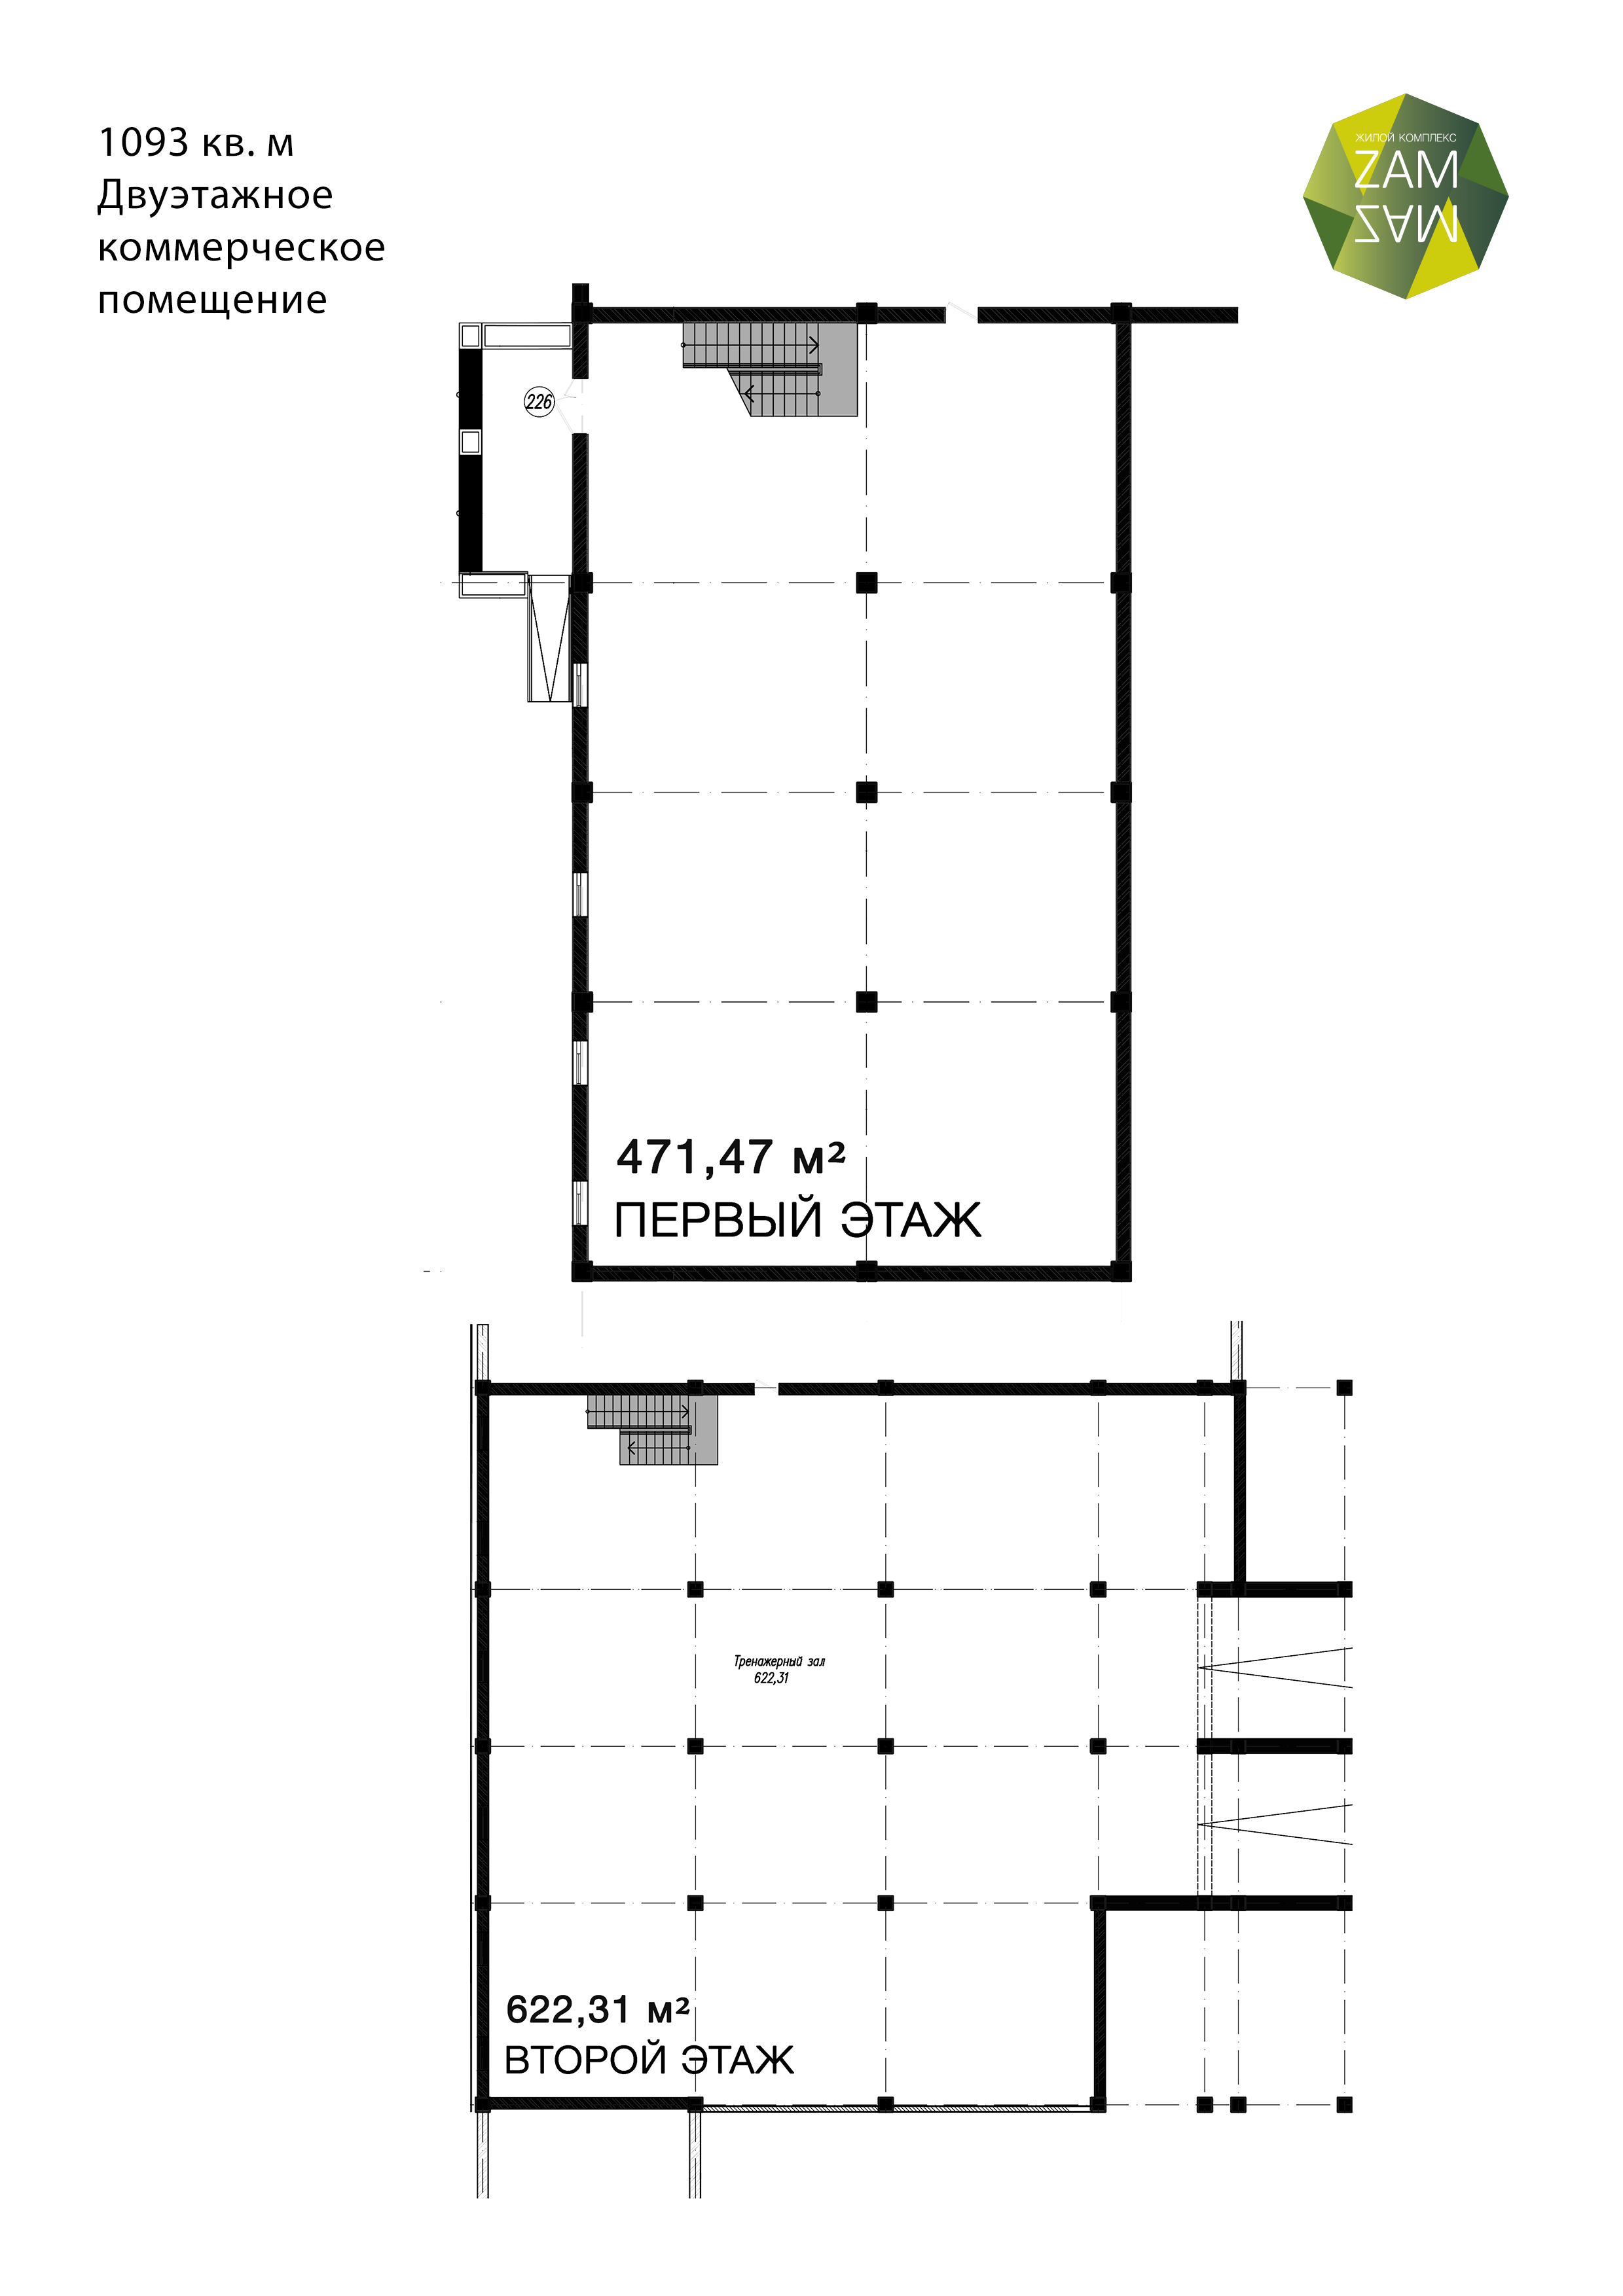 1093 кв. м
Двуэтажное
коммерческое
помещение
ЖИЛОЙ КОМПЛЕКС
ZAM
ZAM
226
471,47 м²
ПЕРВЫЙ ЭТАЖ
Тренажерный зал
622,31
622,31 м²
ВТОРОЙ ЭТАЖ